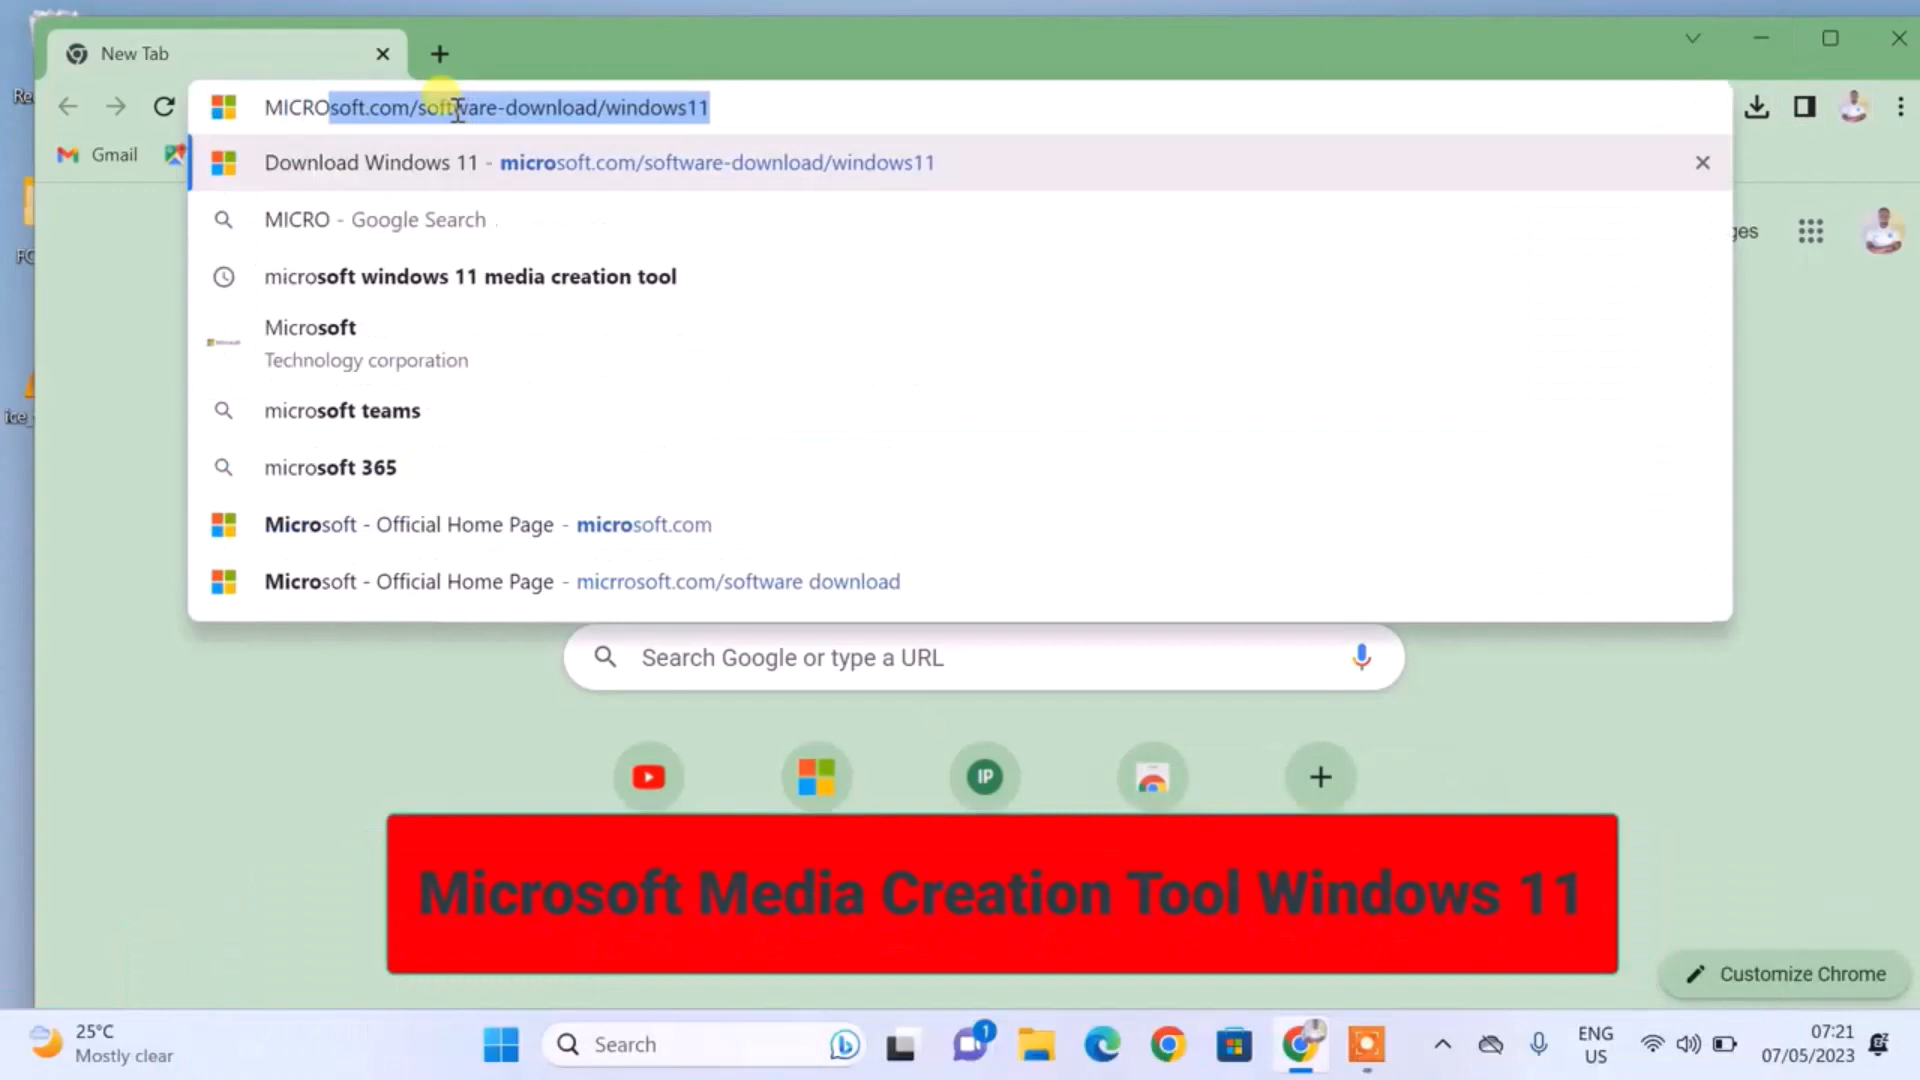 New Tab
MICROsoft.com/software-download/windows11
Gmail
Download Windows 11 - microsoft.com/software-download/windows11
MICRO - Google Search
microsoft windows 11 media creation tool
Microsoft
Technology corporation
microsoft teams
microsoft 365
Microsoft - Official Home Page - microsoft.com
Microsoft - Official Home Page - micrrosoft.com/software download
Search Google or type a URL
IP
Microsoft Media Creation Tool Windows 11
Customize Chrome
25°C
Mostly clear
Search
1
ENG
US
07:21
07/05/2023